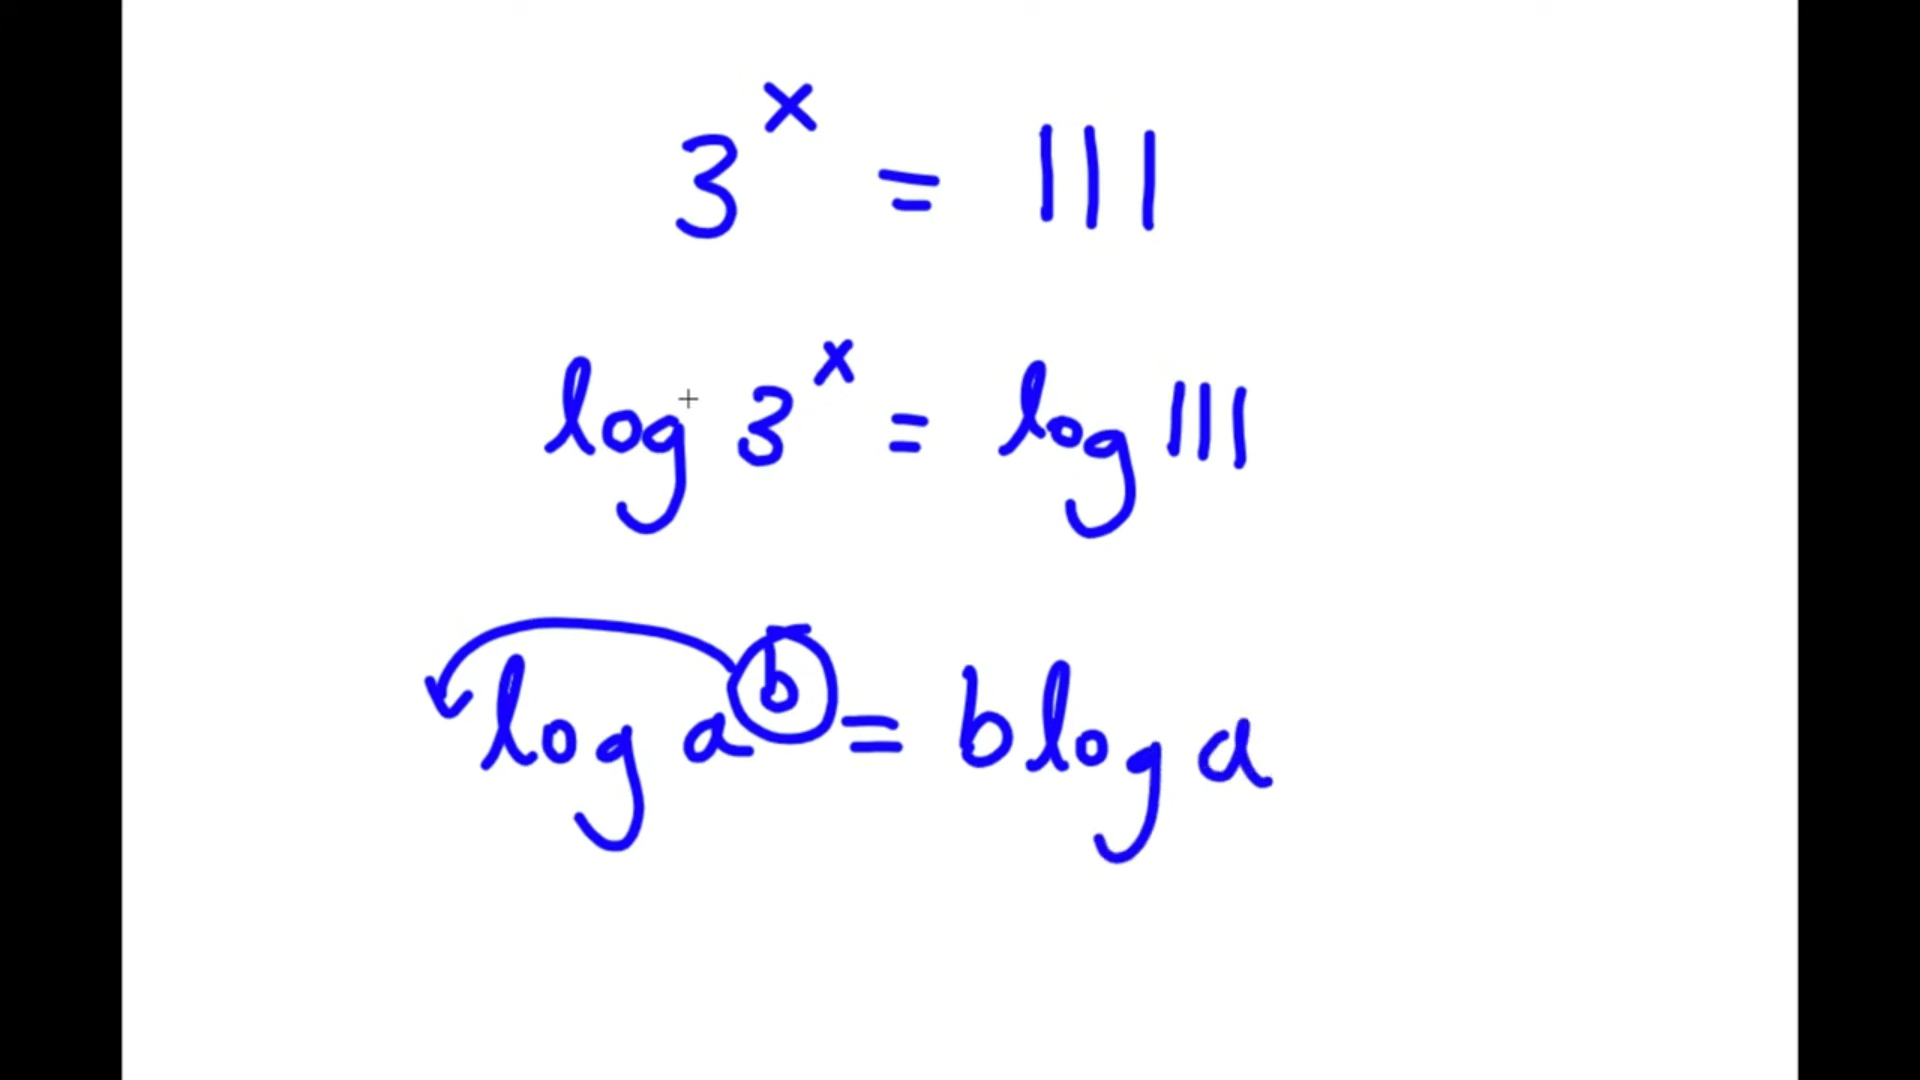 3^x = 111
log 3^x = log 111
log a^b = b log a